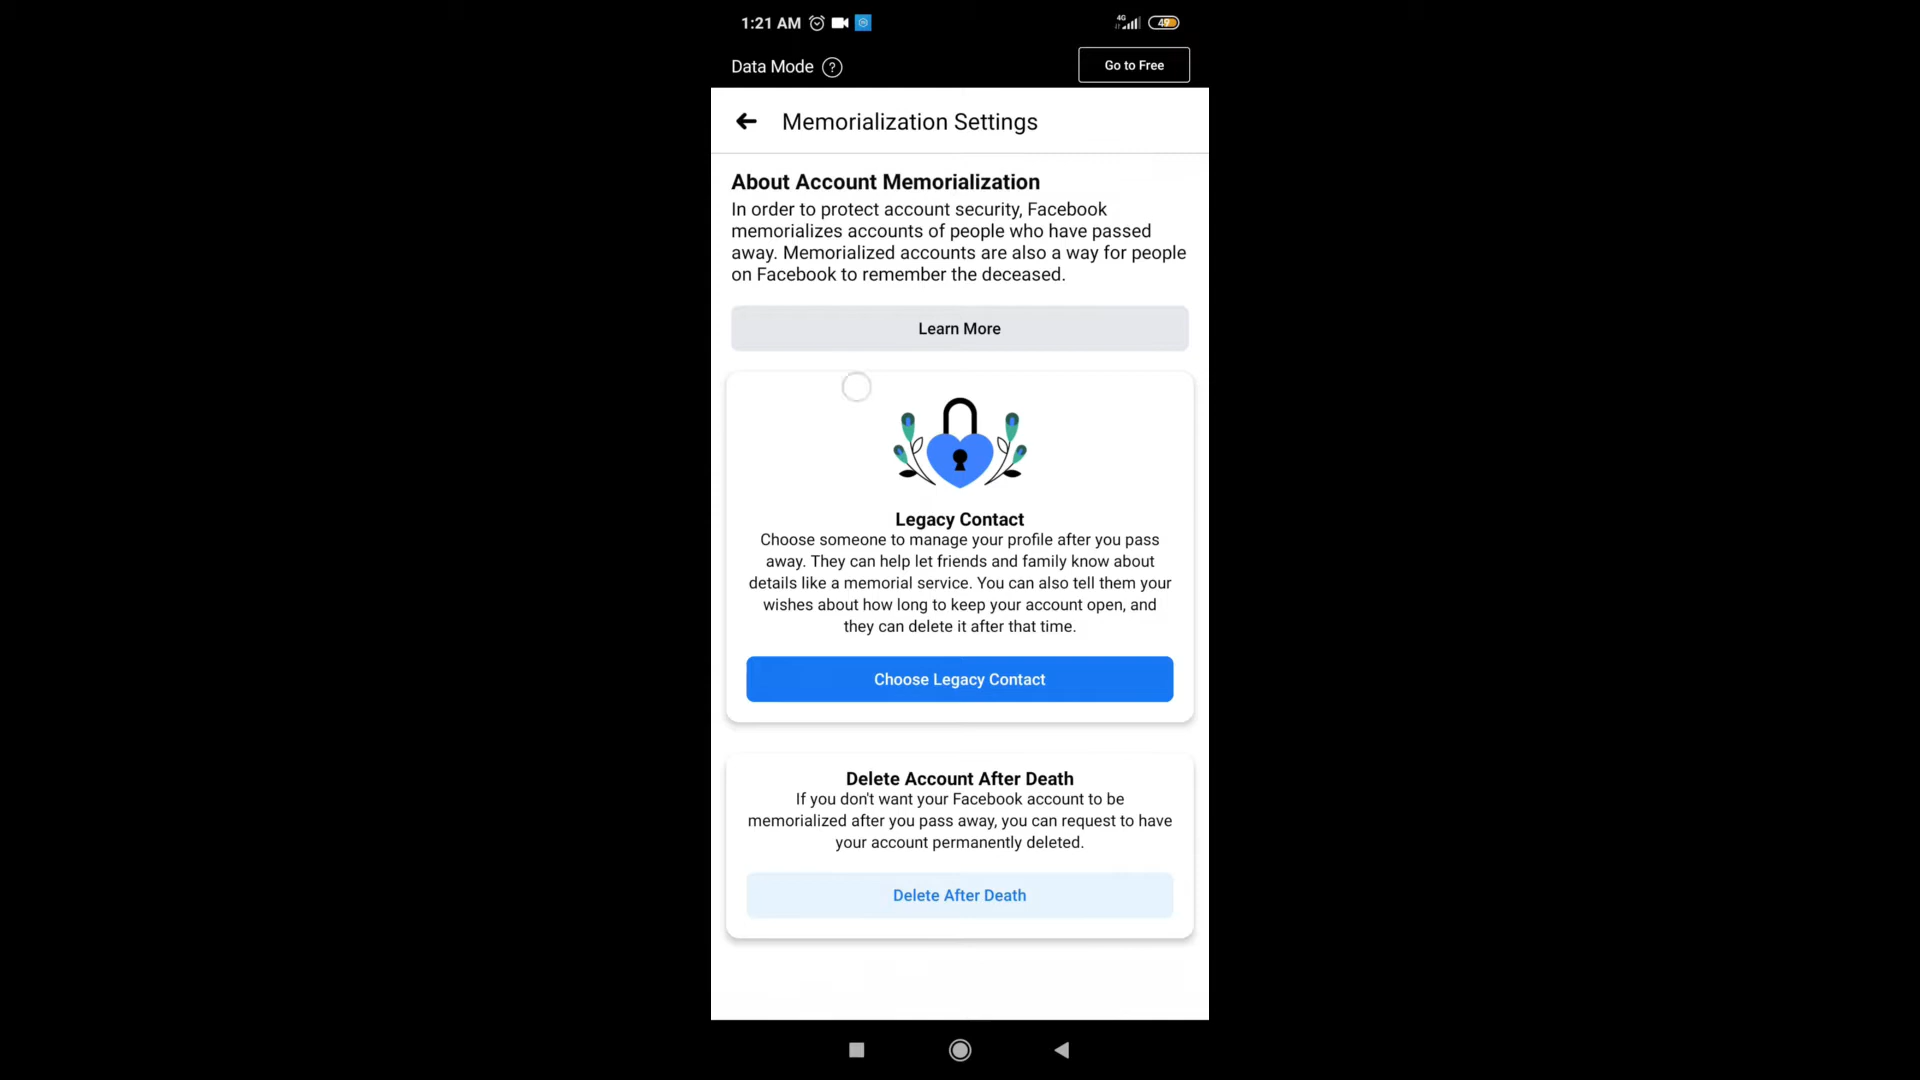 1:21 AM
4G
49
Data Mode ?
Go to Free
Memorialization Settings
About Account Memorialization
In order to protect account security, Facebook
memorializes accounts of people who have passed
away. Memorialized accounts are also a way for people
on Facebook to remember the deceased.
Learn More
Legacy Contact
Choose someone to manage your profile after you pass
away. They can help let friends and family know about
details like a memorial service. You can also tell them your
wishes about how long to keep your account open, and
they can delete it after that time.
Choose Legacy Contact
Delete Account After Death
If you don't want your Facebook account to be
memorialized after you pass away, you can request to have
your account permanently deleted.
Delete After Death